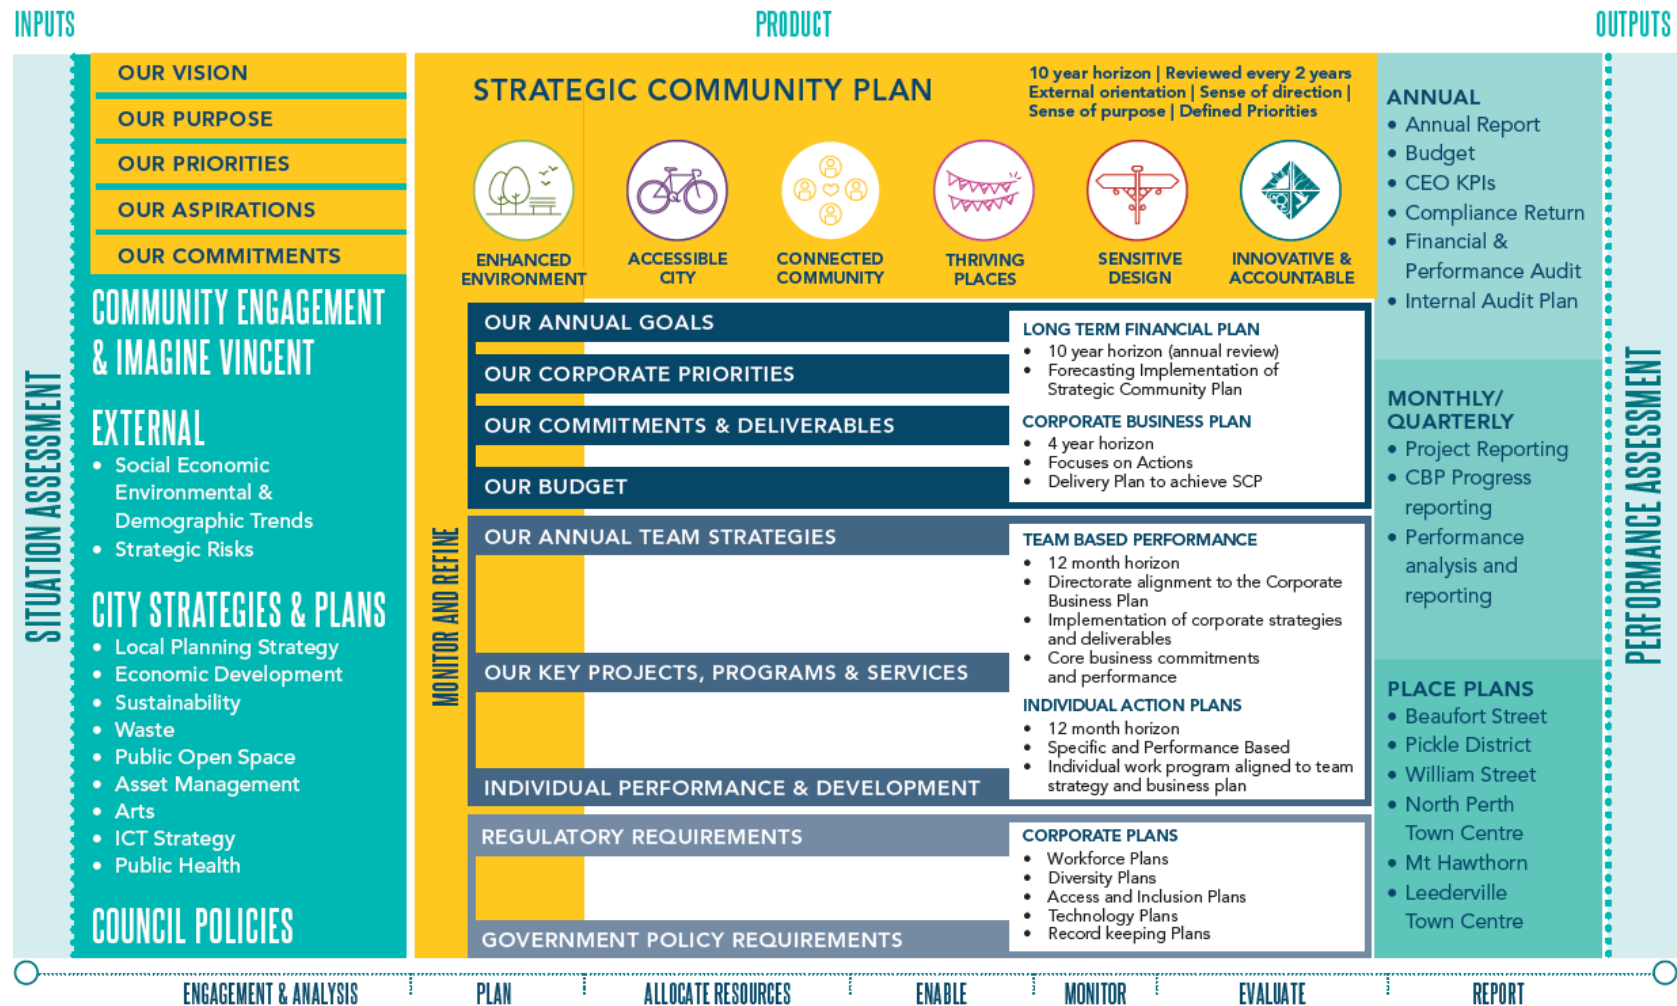 INPUTS
PRODUCT
OUTPUTS
SITUATION ASSESSMENT
OUR VISION
OUR PURPOSE
OUR PRIORITIES
OUR ASPIRATIONS
OUR COMMITMENTS
COMMUNITY ENGAGEMENT
& IMAGINE VINCENT
EXTERNAL
• Social Economic
Environmental &
Demographic Trends
• Strategic Risks
CITY STRATEGIES & PLANS
• Local Planning Strategy
• Economic Development
• Sustainability
• Waste
• Public Open Space
• Asset Management
• Arts
• ICT Strategy
• Public Health
COUNCIL POLICIES
STRATEGIC COMMUNITY PLAN
10 year horizon | Reviewed every 2 years
External orientation | Sense of direction |
Sense of purpose | Defined Priorities
ENHANCED
ENVIRONMENT
ACCESSIBLE
CITY
CONNECTED
COMMUNITY
THRIVING
PLACES
SENSITIVE
DESIGN
INNOVATIVE &
ACCOUNTABLE
MONITOR AND REFINE
OUR ANNUAL GOALS
OUR CORPORATE PRIORITIES
OUR COMMITMENTS & DELIVERABLES
OUR BUDGET
LONG TERM FINANCIAL PLAN
• 10 year horizon (annual review)
• Forecasting Implementation of
Strategic Community Plan
CORPORATE BUSINESS PLAN
• 4 year horizon
• Focuses on Actions
• Delivery Plan to achieve SCP
OUR ANNUAL TEAM STRATEGIES
OUR KEY PROJECTS, PROGRAMS & SERVICES
INDIVIDUAL PERFORMANCE & DEVELOPMENT
TEAM BASED PERFORMANCE
• 12 month horizon
• Directorate alignment to the Corporate
Business Plan
• Implementation of corporate strategies
and deliverables
• Core business commitments
and performance
INDIVIDUAL ACTION PLANS
• 12 month horizon
• Specific and Performance Based
• Individual work program aligned to team
strategy and business plan
REGULATORY REQUIREMENTS
GOVERNMENT POLICY REQUIREMENTS
CORPORATE PLANS
• Workforce Plans
• Diversity Plans
• Access and Inclusion Plans
• Technology Plans
• Record keeping Plans
ANNUAL
• Annual Report
• Budget
• CEO KPIs
• Compliance Return
• Financial &
Performance Audit
• Internal Audit Plan
MONTHLY/
QUARTERLY
• Project Reporting
• CBP Progress
reporting
• Performance
analysis and
reporting
PLACE PLANS
• Beaufort Street
• Pickle District
• William Street
• North Perth
Town Centre
• Mt Hawthorn
• Leederville
Town Centre
PERFORMANCE ASSESSMENT
ENGAGEMENT & ANALYSIS
PLAN
ALLOCATE RESOURCES
ENABLE
MONITOR
EVALUATE
REPORT